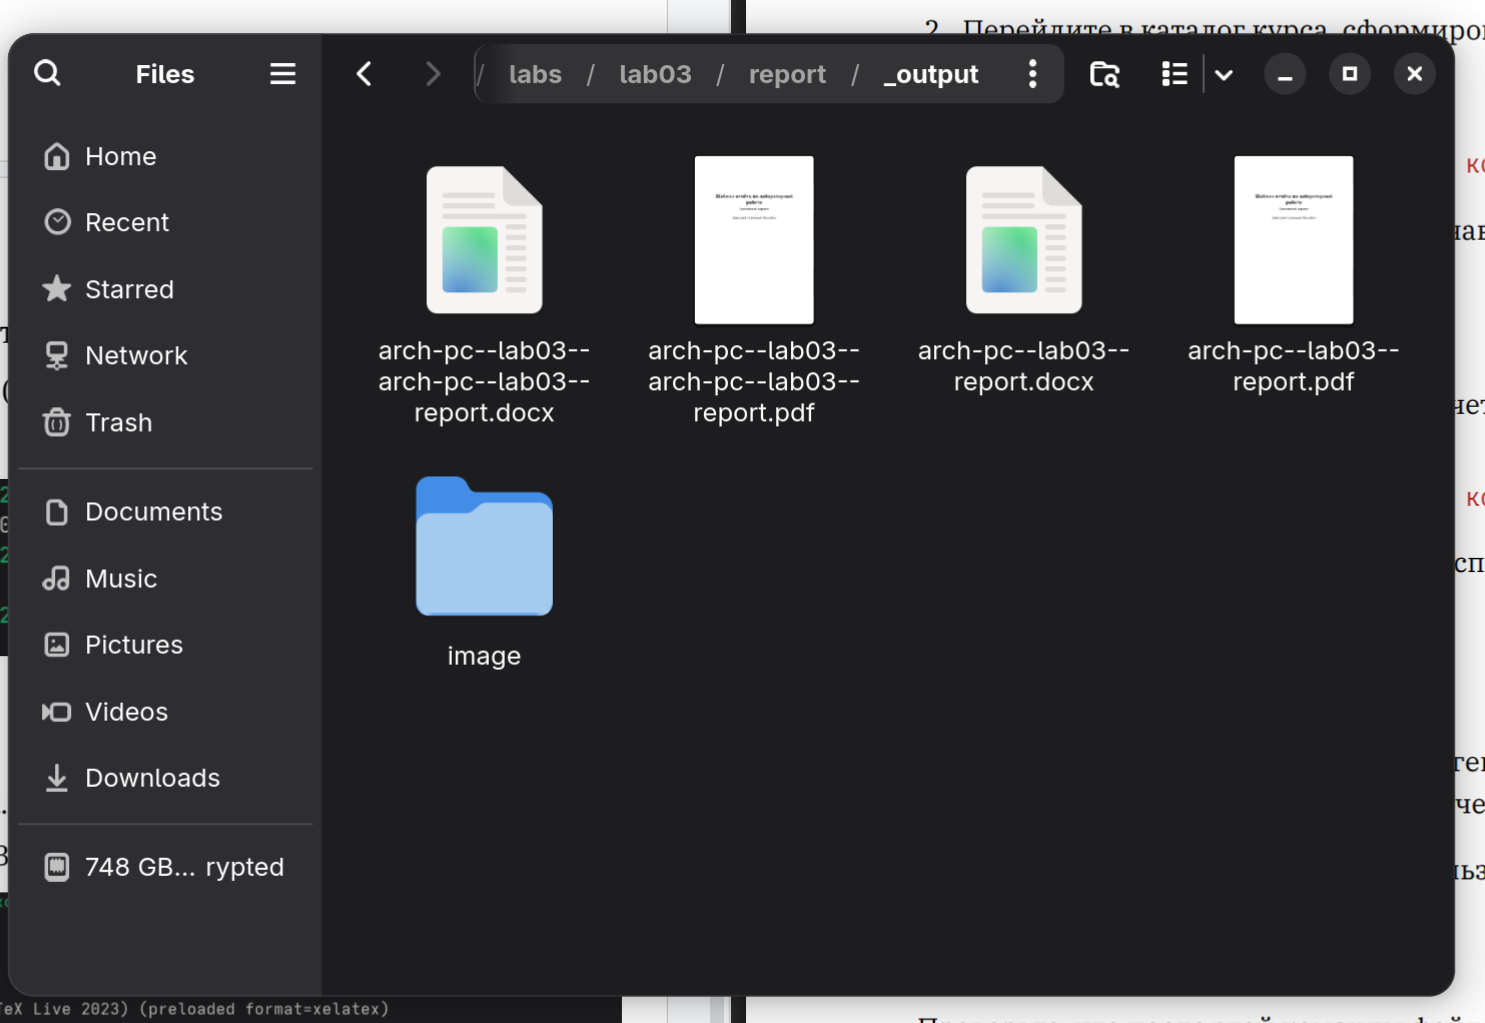 2. Перейдите в каталог курса, сформиро
Files
/ labs / lab03 / report / _output
Home
Recent
Starred
Network
Trash
Documents
Music
Pictures
Videos
Downloads
748 GB... rypted
arch-pc--lab03--
arch-pc--lab03--
report.docx
arch-pc--lab03--
arch-pc--lab03--
report.pdf
arch-pc--lab03--
report.docx
arch-pc--lab03--
report.pdf
image
TeX Live 2023) (preloaded format=xelatex)